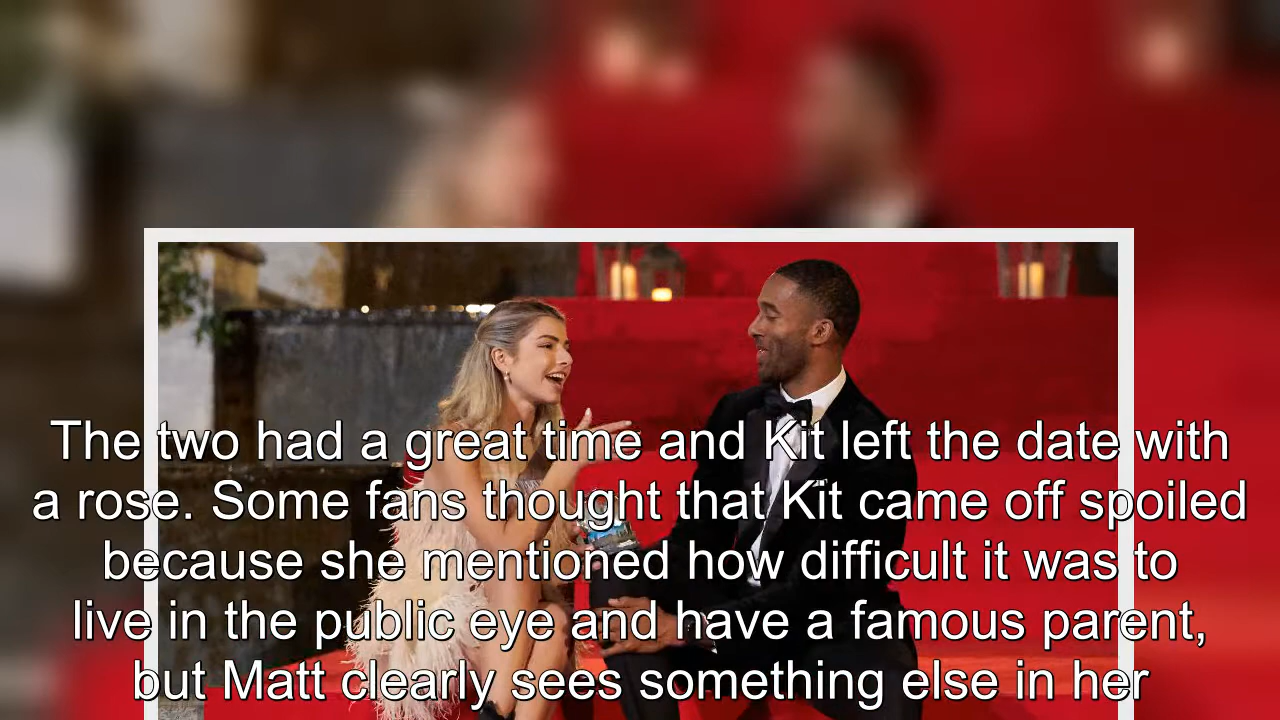 The two had a great time and Kit left the date with
a rose. Some fans thought that Kit came off spoiled
because she mentioned how difficult it was to
live in the public eye and have a famous parent,
but Matt clearly sees something else in her